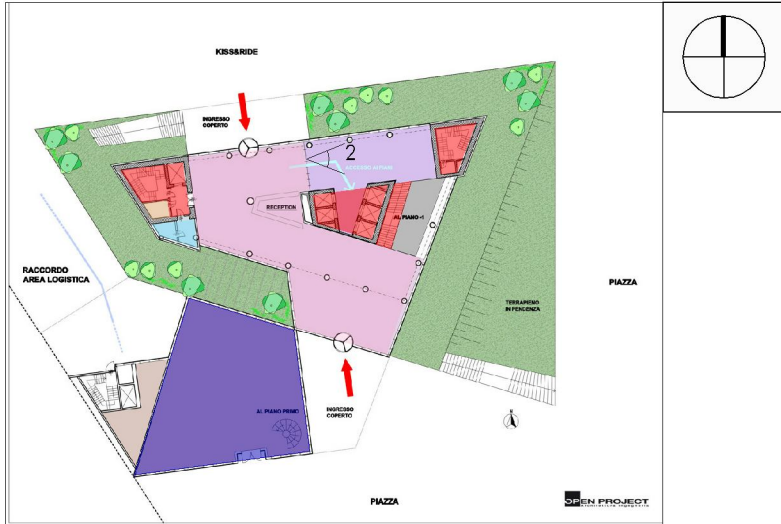 KISS&RIDE
INGRESSO
COPERTO
2
RECEPTION
AL PIANO -1
RACCORDO
AREA LOGISTICA
PIAZZA
TERRAPIENO
IN PENDENZA
AL PIANO PRIMO
INGRESSO
COPERTO
N
PIAZZA
OPEN PROJECT